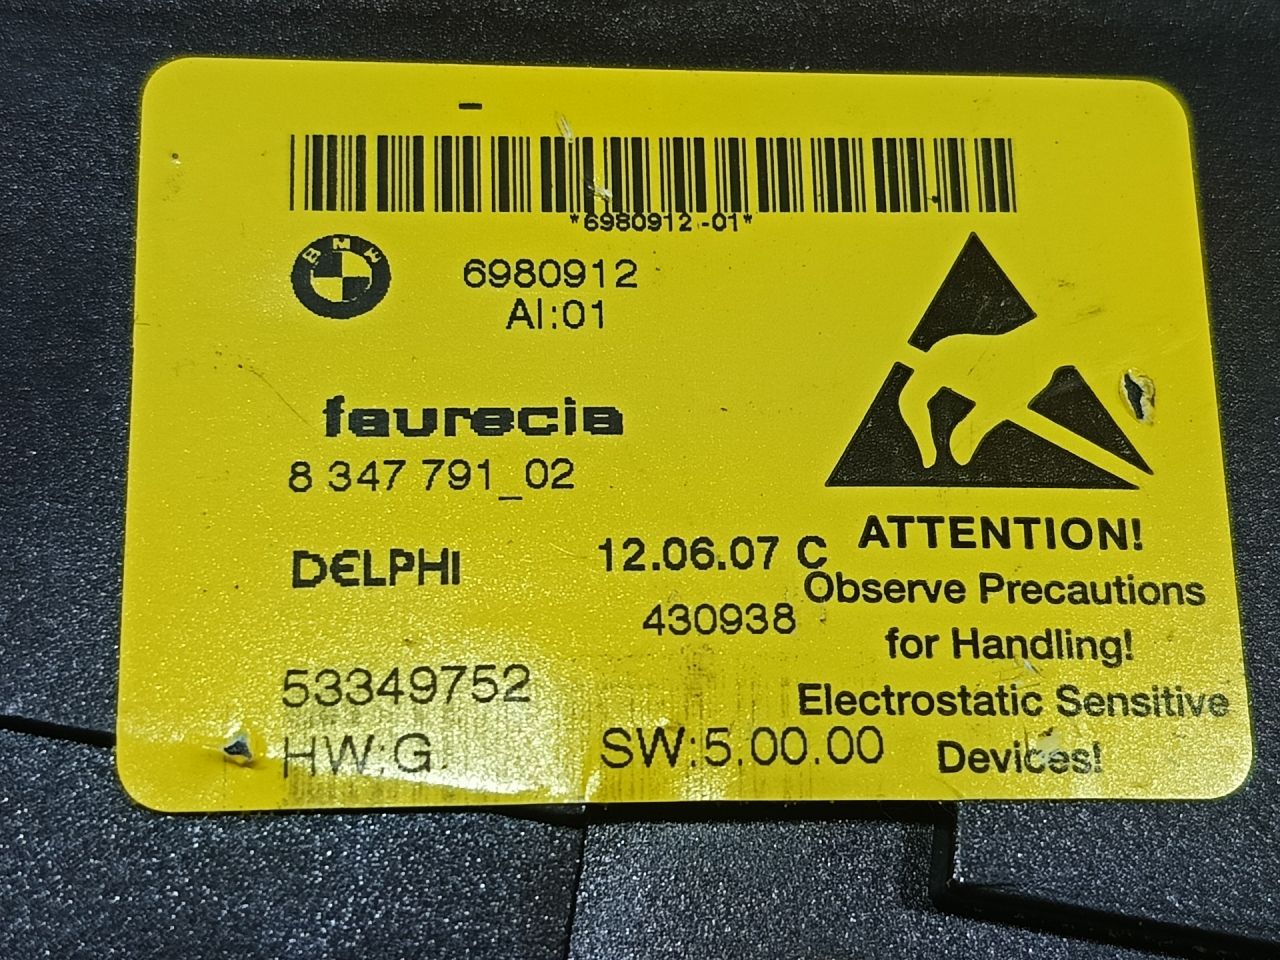 *6980912-01*
BMW
6980912
AI:01
faurecia
8 347 791_02
DELPHI
12.06.07 C
430938
53349752
HW:G
SW:5.00.00
ATTENTION!
Observe Precautions
for Handling!
Electrostatic Sensitive
Devices!